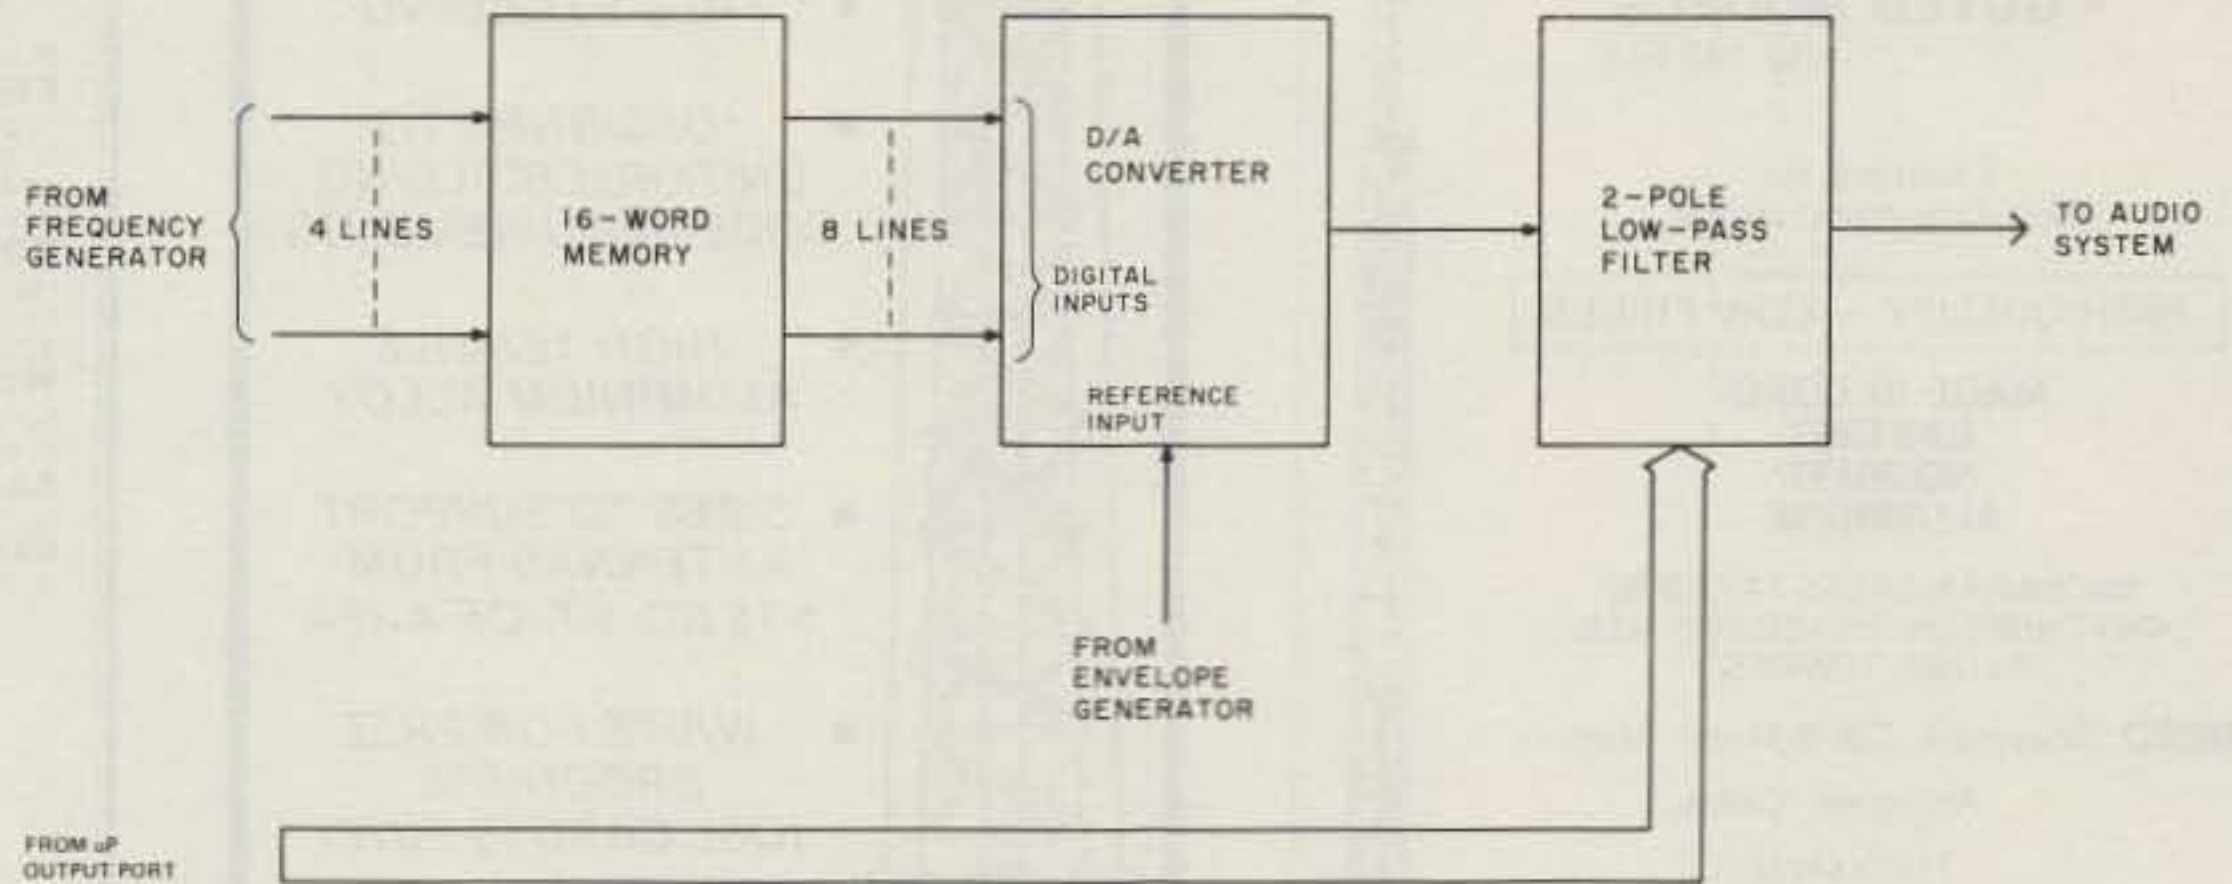 FROM
FREQUENCY
GENERATOR
4 LINES
16-WORD
MEMORY
8 LINES
D/A
CONVERTER
DIGITAL
INPUTS
REFERENCE
INPUT
2-POLE
LOW-PASS
FILTER
TO AUDIO
SYSTEM
FROM
ENVELOPE
GENERATOR
FROM uP
OUTPUT PORT